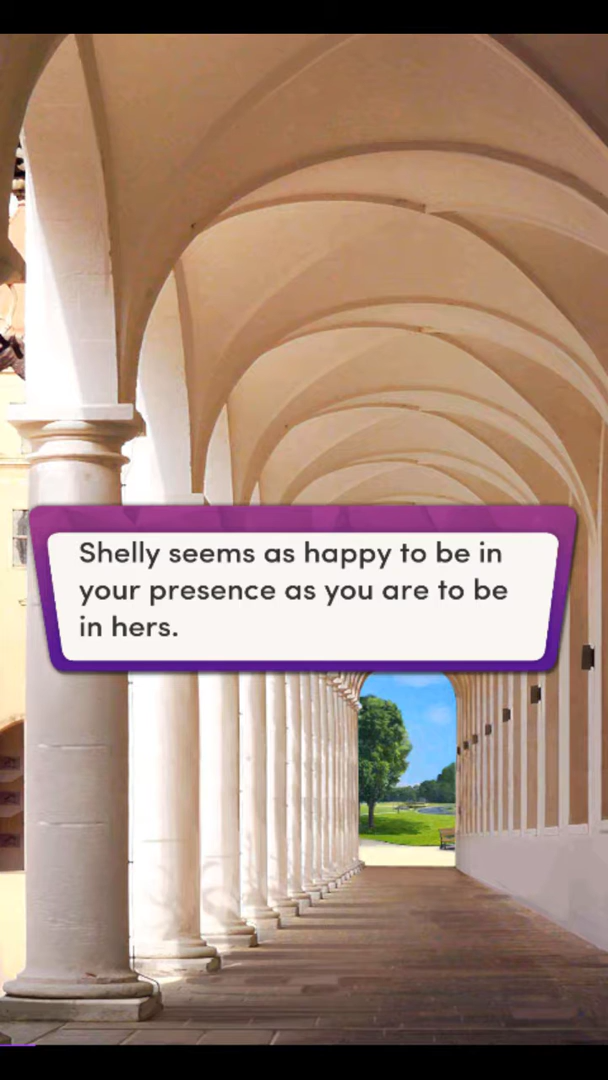 Shelly seems as happy to be in
your presence as you are to be
in hers.